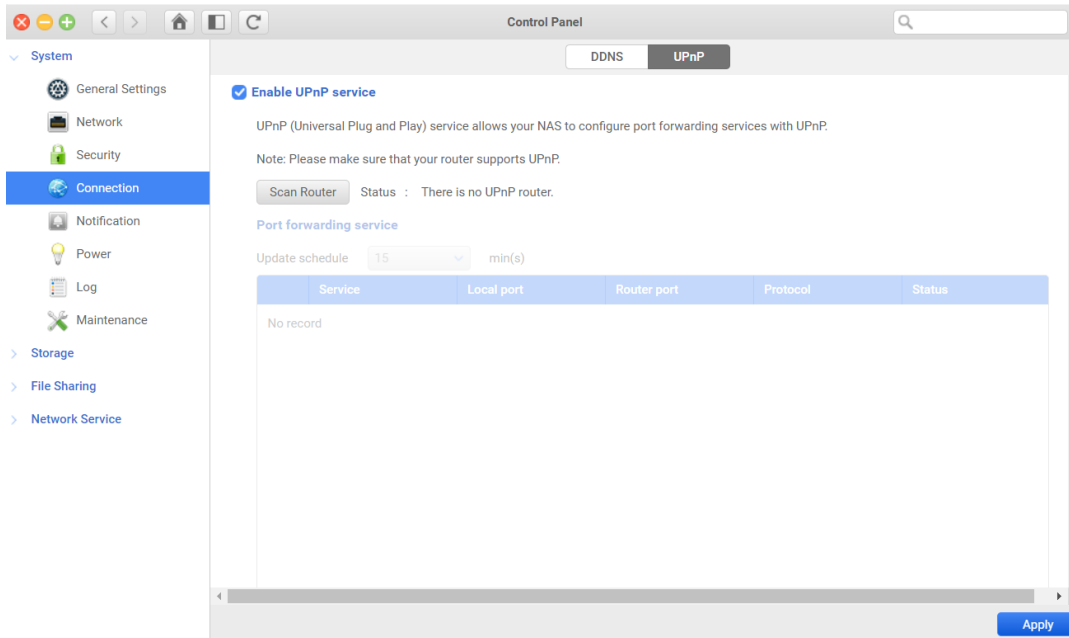 Control Panel
System
General Settings
Network
Security
Connection
Notification
Power
Log
Maintenance
Storage
File Sharing
Network Service
DDNS UPnP
Enable UPnP service
UPnP (Universal Plug and Play) service allows your NAS to configure port forwarding services with UPnP.
Note: Please make sure that your router supports UPnP.
Scan Router Status : There is no UPnP router.
Port forwarding service
Update schedule 15 min(s)
Service Local port Router port Protocol Status
No record
Apply